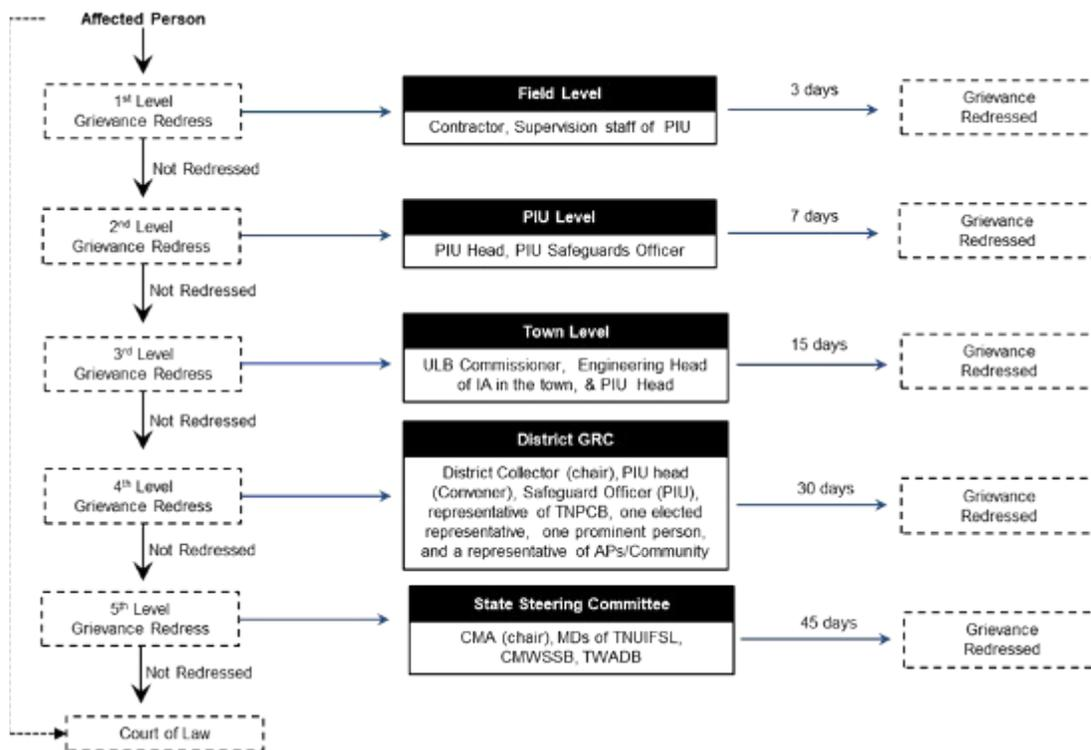 Affected Person
1st Level
Grievance Redress
Field Level
Contractor, Supervision staff of PIU
3 days
Grievance
Redressed
Not Redressed
2nd Level
Grievance Redress
PIU Level
PIU Head, PIU Safeguards Officer
7 days
Grievance
Redressed
Not Redressed
3rd Level
Grievance Redress
Town Level
ULB Commissioner, Engineering Head
of IA in the town, & PIU Head
15 days
Grievance
Redressed
Not Redressed
4th Level
Grievance Redress
District GRC
District Collector (chair), PIU head
(Convener), Safeguard Officer (PIU),
representative of TNPCB, one elected
representative, one prominent person,
and a representative of APs/Community
30 days
Grievance
Redressed
Not Redressed
5th Level
Grievance Redress
State Steering Committee
CMA (chair), MDs of TNUIFSL,
CMWSSB, TWADB
45 days
Grievance
Redressed
Not Redressed
Court of Law